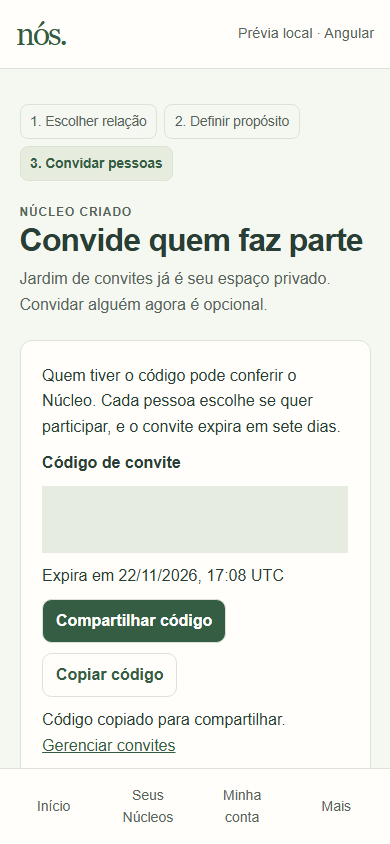 nós.
Prévia local · Angular
1. Escolher relação
2. Definir propósito
3. Convidar pessoas
NÚCLEO CRIADO
Convide quem faz parte
Jardim de convites já é seu espaço privado.
Convidar alguém agora é opcional.
Quem tiver o código pode conferir o
Núcleo. Cada pessoa escolhe se quer
participar, e o convite expira em sete dias.
Código de convite
Expira em 22/11/2026, 17:08 UTC
Compartilhar código
Copiar código
Código copiado para compartilhar.
Gerenciar convites
Início
Seus
Núcleos
Minha
conta
Mais